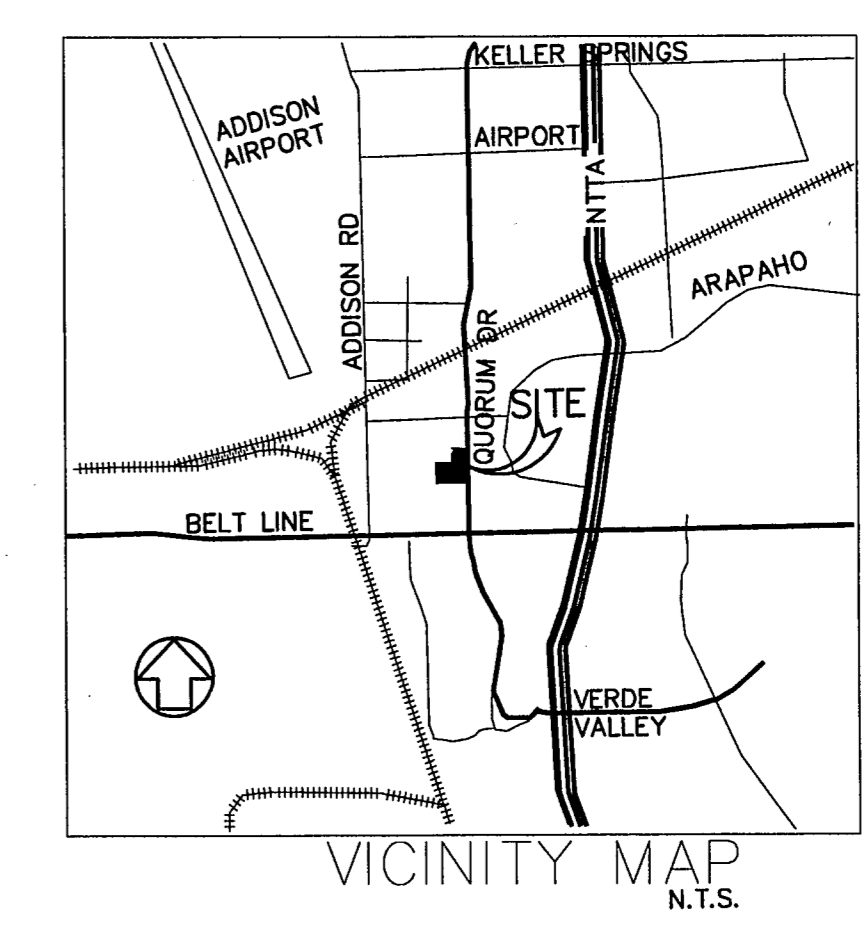 KELLER SPRINGS
ADDISON
AIRPORT
AIRPORT
NTTA
ADDISON RD
ARAPAHO
QUORUM DR
SITE
BELT LINE
VERDE
VALLEY
VICINITY MAP
N.T.S.